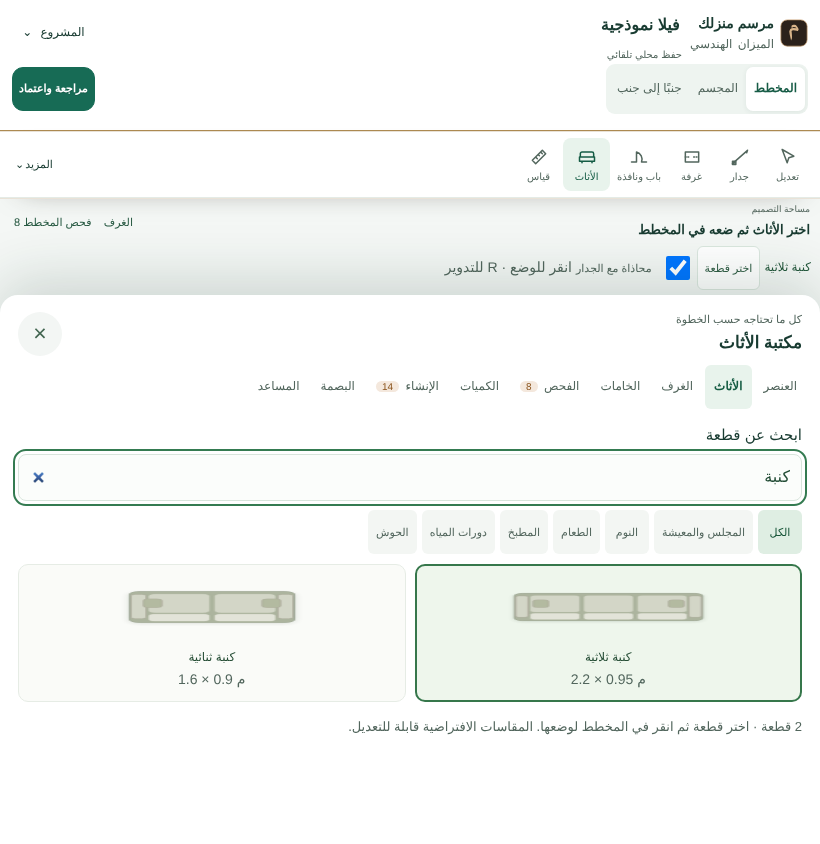 مرسم منزلك
الميزان الهندسي
فيلا نموذجية
حفظ محلي تلقائي
المشروع
المخطط
المجسم
جنبًا إلى جنب
مراجعة واعتماد
تعديل
جدار
غرفة
باب ونافذة
الأثاث
قياس
المزيد
مساحة التصميم
اختر الأثاث ثم ضعه في المخطط
الغرف
فحص المخطط 8
كنبة ثلاثية
اختر قطعة
محاذاة مع الجدار
انقر للوضع · R للتدوير
كل ما تحتاجه حسب الخطوة
مكتبة الأثاث
العنصر
الأثاث
الغرف
الخامات
الفحص 8
الكميات
الإنشاء 14
البصمة
المساعد
ابحث عن قطعة
كنبة
الكل
المجلس والمعيشة
النوم
الطعام
المطبخ
دورات المياه
الحوش
كنبة ثلاثية
2.2 × 0.95 م
كنبة ثنائية
1.6 × 0.9 م
2 قطعة · اختر قطعة ثم انقر في المخطط لوضعها. المقاسات الافتراضية قابلة للتعديل.